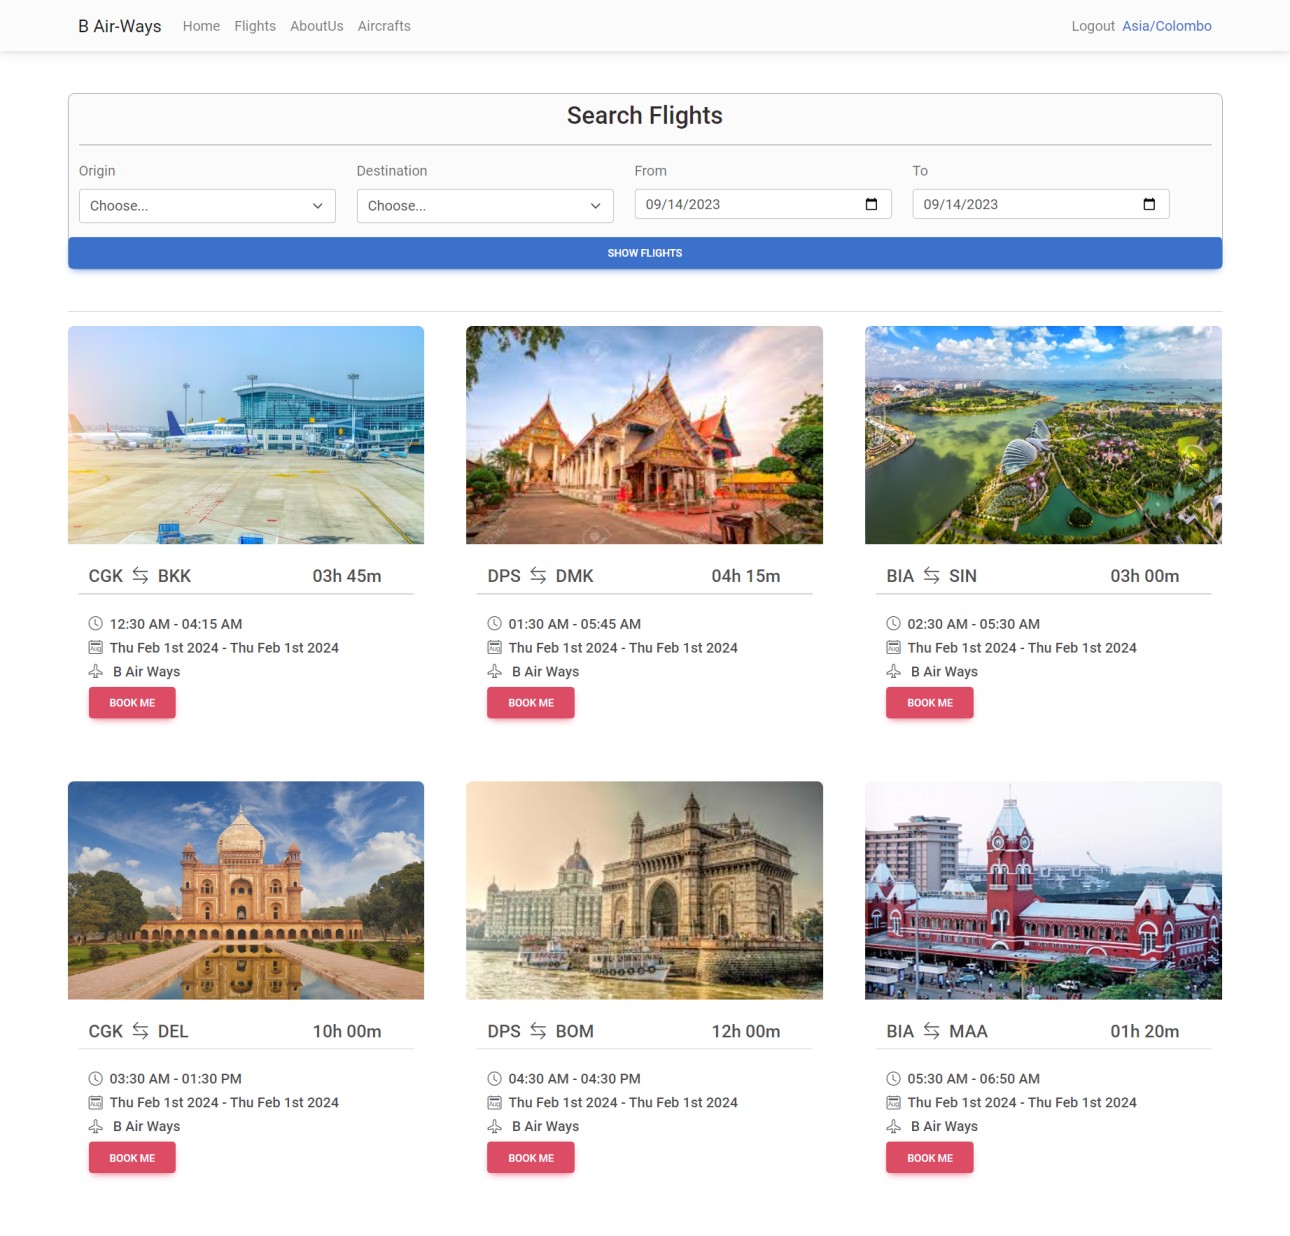 B Air-Ways Home Flights AboutUs Aircrafts Logout Asia/Colombo
Search Flights
Origin Destination From To
Choose... Choose... 09/14/2023 09/14/2023
SHOW FLIGHTS
CGK BKK 03h 45m
12:30 AM - 04:15 AM
Thu Feb 1st 2024 - Thu Feb 1st 2024
B Air Ways
BOOK ME
DPS DMK 04h 15m
01:30 AM - 05:45 AM
Thu Feb 1st 2024 - Thu Feb 1st 2024
B Air Ways
BOOK ME
BIA SIN 03h 00m
02:30 AM - 05:30 AM
Thu Feb 1st 2024 - Thu Feb 1st 2024
B Air Ways
BOOK ME
CGK DEL 10h 00m
03:30 AM - 01:30 PM
Thu Feb 1st 2024 - Thu Feb 1st 2024
B Air Ways
BOOK ME
DPS BOM 12h 00m
04:30 AM - 04:30 PM
Thu Feb 1st 2024 - Thu Feb 1st 2024
B Air Ways
BOOK ME
BIA MAA 01h 20m
05:30 AM - 06:50 AM
Thu Feb 1st 2024 - Thu Feb 1st 2024
B Air Ways
BOOK ME